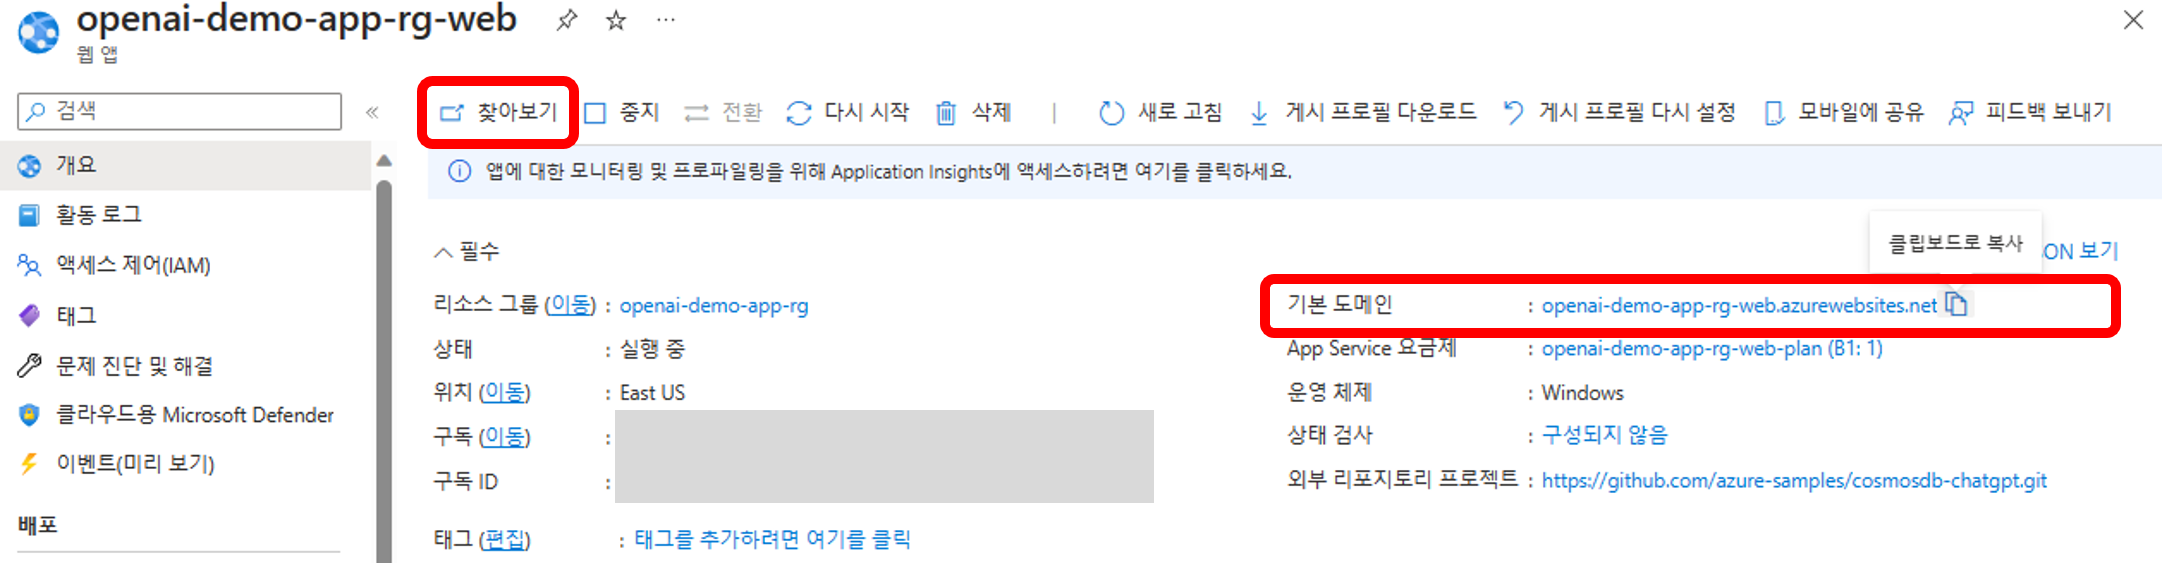 openai-demo-app-rg-web
웹 앱
검색
찾아보기 중지 전환 다시 시작 삭제 새로 고침 게시 프로필 다운로드 게시 프로필 다시 설정 모바일에 공유 피드백 보내기
개요
활동 로그
액세스 제어(IAM)
태그
문제 진단 및 해결
클라우드용 Microsoft Defender
이벤트(미리 보기)
배포
앱에 대한 모니터링 및 프로파일링을 위해 Application Insights에 액세스하려면 여기를 클릭하세요.
클립보드로 복사
필수
ON 보기
리소스 그룹 (이동) : openai-demo-app-rg
상태 : 실행 중
위치 (이동) : East US
구독 (이동) :
구독 ID :
태그 (편집) : 태그를 추가하려면 여기를 클릭
기본 도메인 : openai-demo-app-rg-web.azurewebsites.net
App Service 요금제 : openai-demo-app-rg-web-plan (B1: 1)
운영 체제 : Windows
상태 검사 : 구성되지 않음
외부 리포지토리 프로젝트 : https://github.com/azure-samples/cosmosdb-chatgpt.git